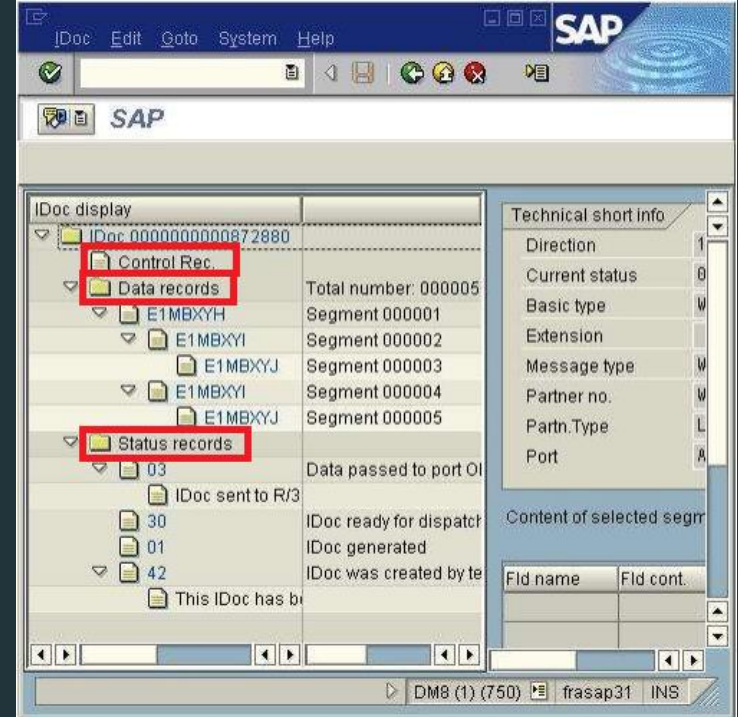 IDoc Edit Goto System Help
SAP
SAP
IDoc display
IDoc 0000000000872880
Control Rec.
Data records Total number: 000005
E1MBXYH Segment 000001
E1MBXYI Segment 000002
E1MBXYJ Segment 000003
E1MBXYI Segment 000004
E1MBXYJ Segment 000005
Status records
03 Data passed to port
IDoc sent to R/3
30 IDoc ready for dispatch
01 IDoc generated
42 IDoc was created by te
This IDoc has
Technical short info
Direction 1
Current status 0
Basic type W
Extension
Message type W
Partner no. W
Partn.Type L
Port A
Content of selected
Fld name Fld cont.
DM8 (1) (750) frasap31 INS